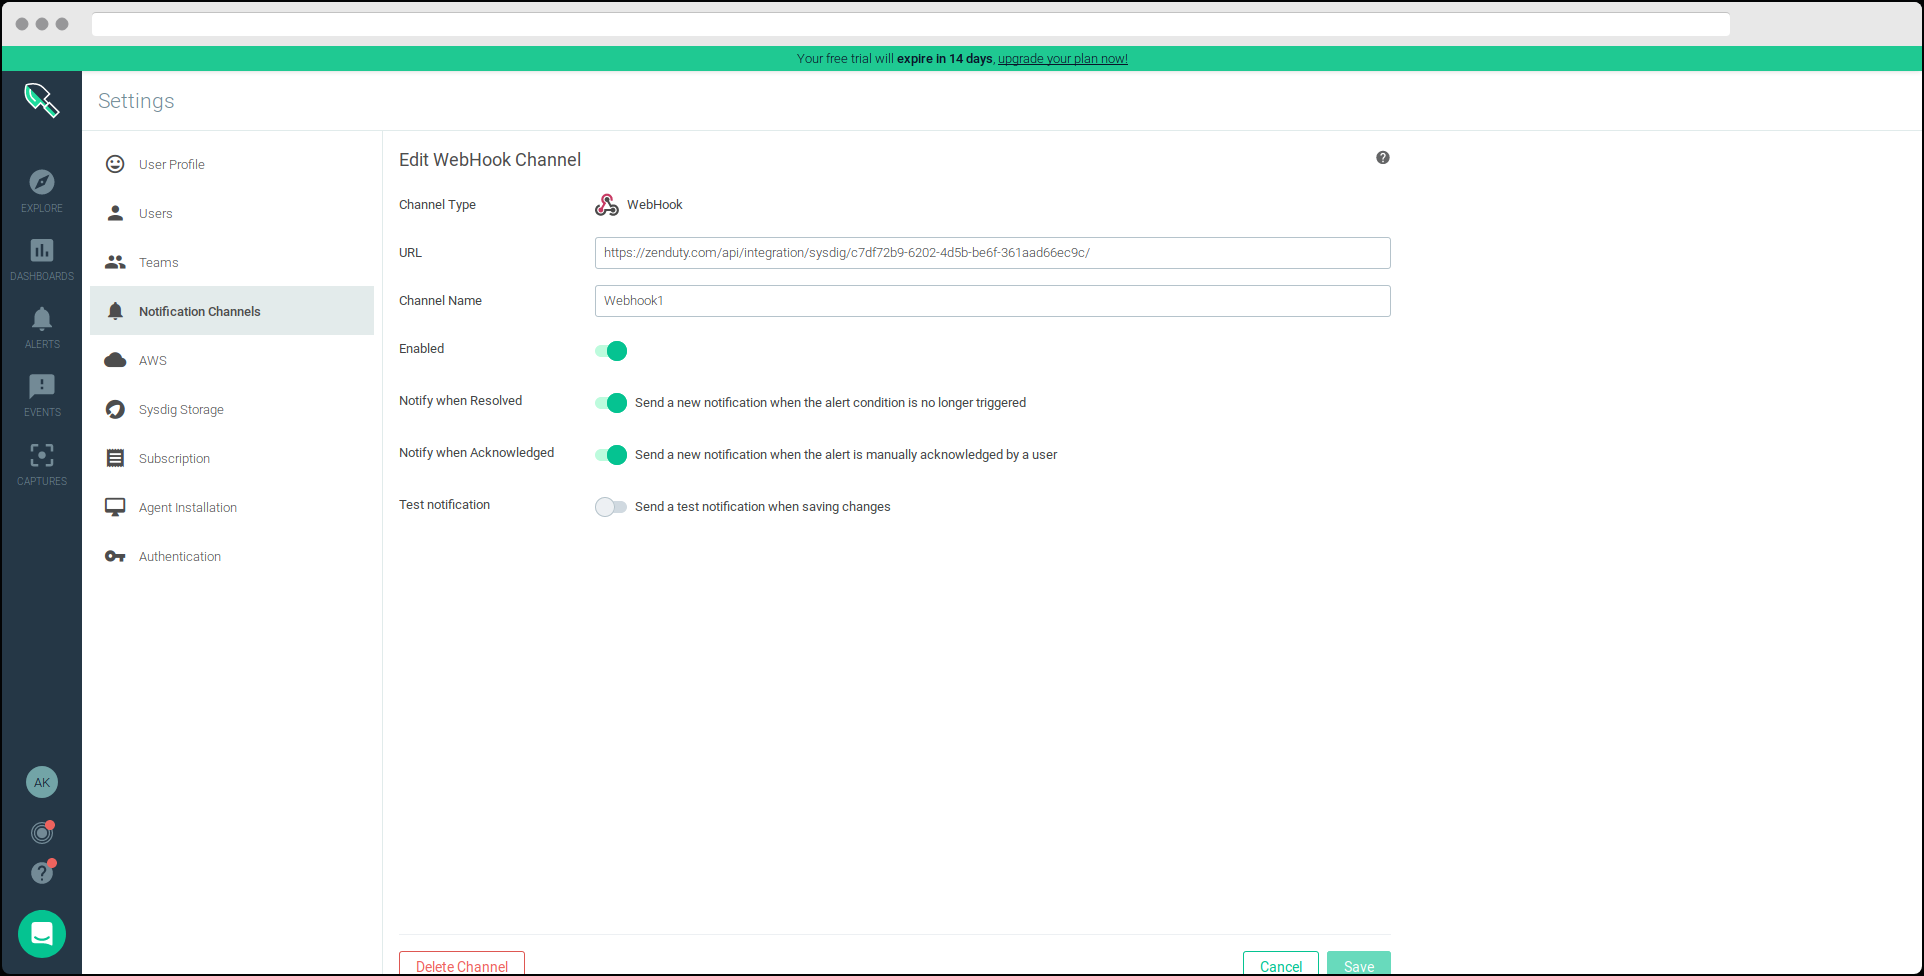 Your free trial will expire in 14 days, upgrade your plan now!
Settings
EXPLORE
DASHBOARDS
ALERTS
EVENTS
CAPTURES
AK
User Profile
Users
Teams
Notification Channels
AWS
Sysdig Storage
Subscription
Agent Installation
Authentication
Edit WebHook Channel
Channel Type
WebHook
URL
https://zenduty.com/api/integration/sysdig/c7df72b9-6202-4d5b-be6f-361aad66ec9c/
Channel Name
Webhook1
Enabled
Notify when Resolved
Send a new notification when the alert condition is no longer triggered
Notify when Acknowledged
Send a new notification when the alert is manually acknowledged by a user
Test notification
Send a test notification when saving changes
Delete Channel
Cancel
Save